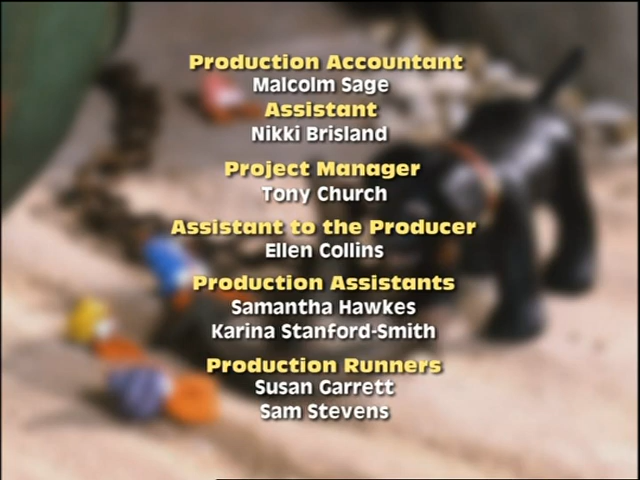 Production Accountant
Malcolm Sage
Assistant
Nikki Brisland
Project Manager
Tony Church
Assistant to the Producer
Ellen Collins
Production Assistants
Samantha Hawkes
Karina Stanford-Smith
Production Runners
Susan Garrett
Sam Stevens